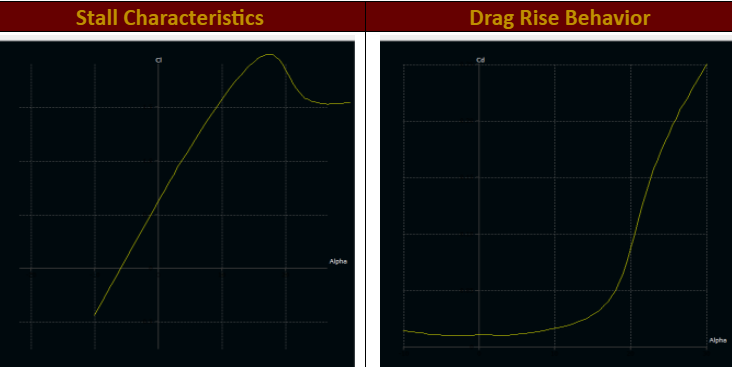 Stall Characteristics
Drag Rise Behavior
Cl
Alpha
Cd
Alpha